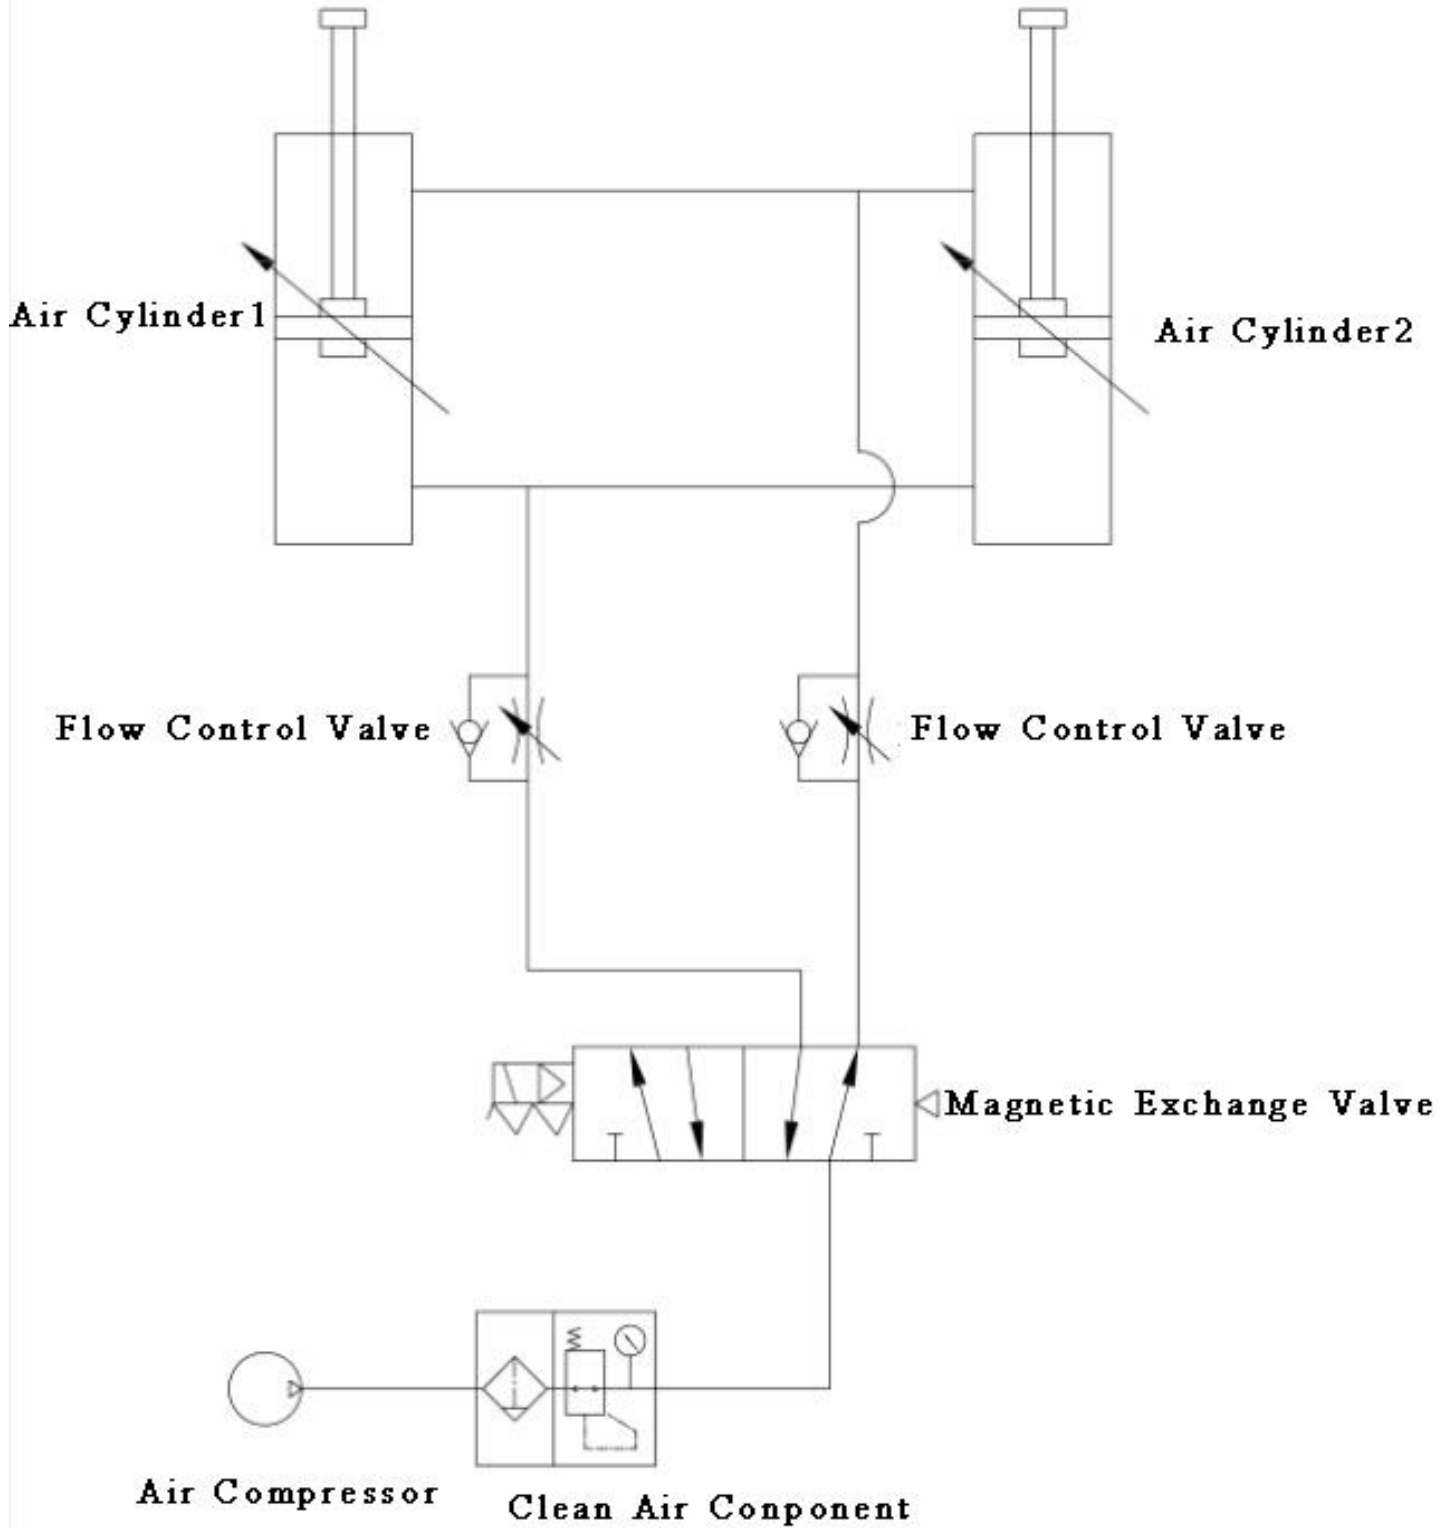 Air Cylinder1
Air Cylinder2
Flow Control Valve
Flow Control Valve
Magnetic Exchange Valve
Air Compressor
Clean Air Conponent